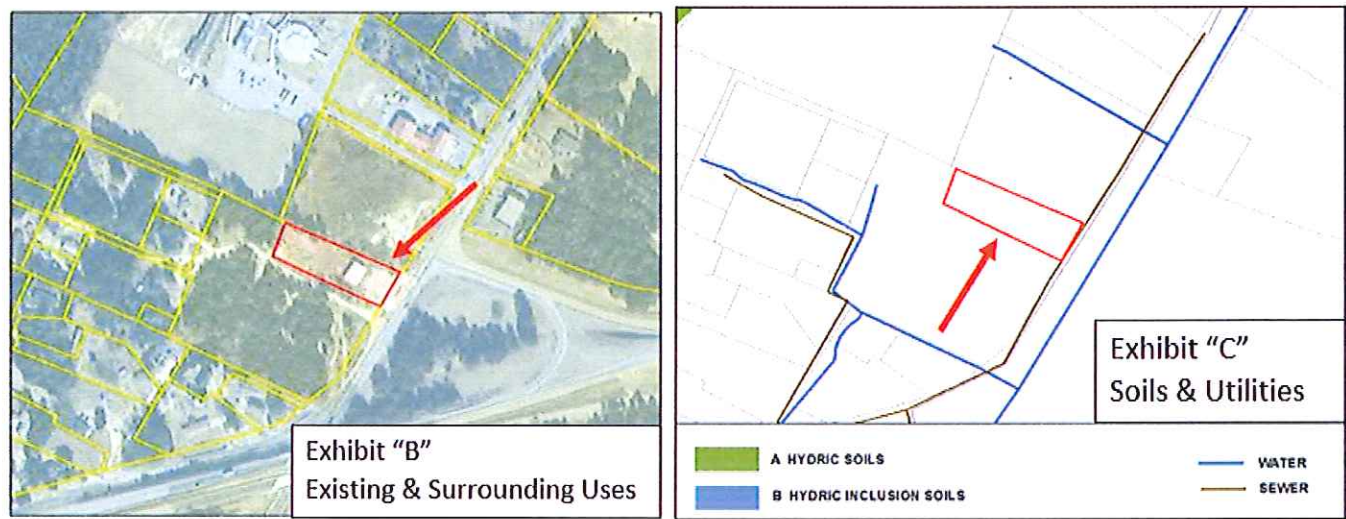 Exhibit “B”
Existing & Surrounding Uses
Exhibit “C”
Soils & Utilities
A HYDRIC SOILS
B HYDRIC INCLUSION SOILS
WATER
SEWER